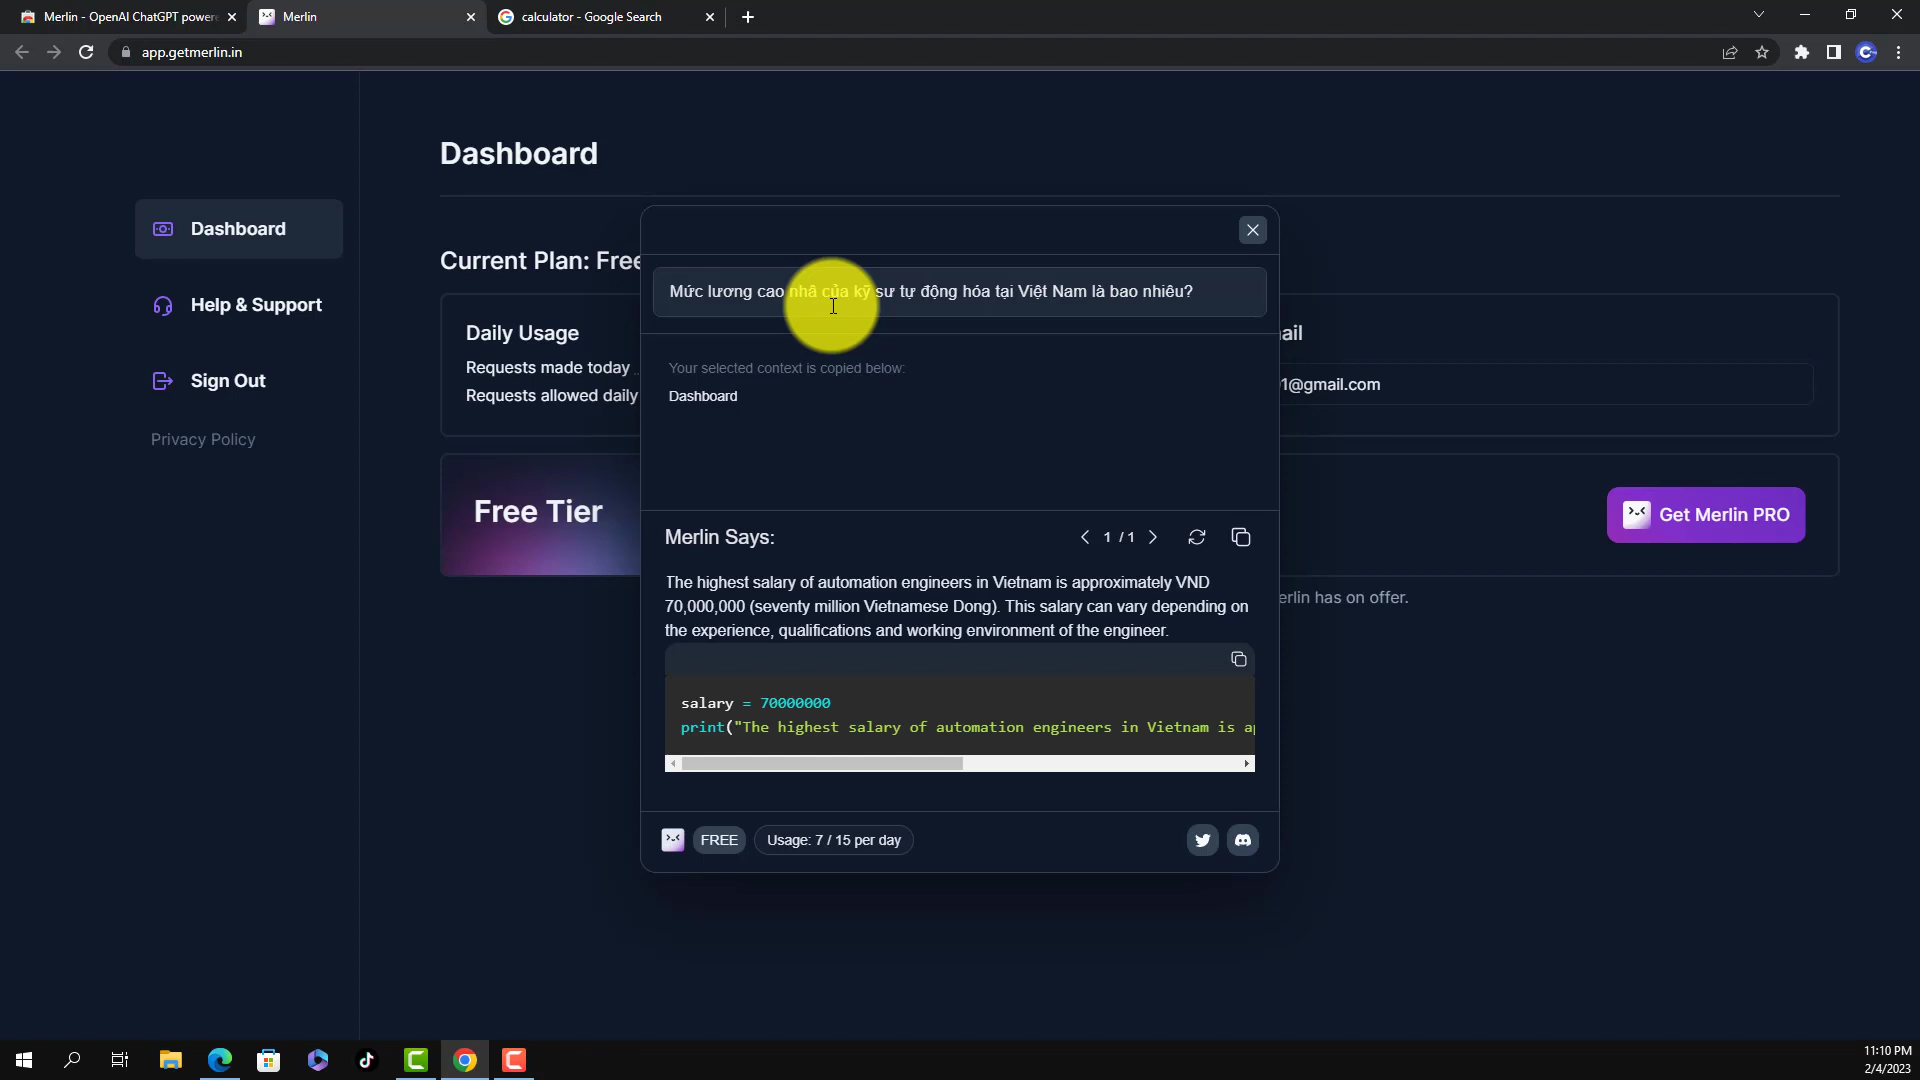 Merlin - OpenAI ChatGPT power
Merlin
calculator - Google Search
app.getmerlin.in
Dashboard
Dashboard
Help & Support
Sign Out
Privacy Policy
Current Plan: Free
Daily Usage
Requests made today
Requests allowed daily
ail
1@gmail.com
Free Tier
Get Merlin PRO
erlin has on offer.
Mức lương cao nhâ của kỹ sư tự động hóa tại Việt Nam là bao nhiêu?
Your selected context is copied below:
Dashboard
Merlin Says:
1 / 1
The highest salary of automation engineers in Vietnam is approximately VND
70,000,000 (seventy million Vietnamese Dong). This salary can vary depending on
the experience, qualifications and working environment of the engineer.
salary = 70000000
print("The highest salary of automation engineers in Vietnam is a
FREE
Usage: 7 / 15 per day
11:10 PM
2/4/2023